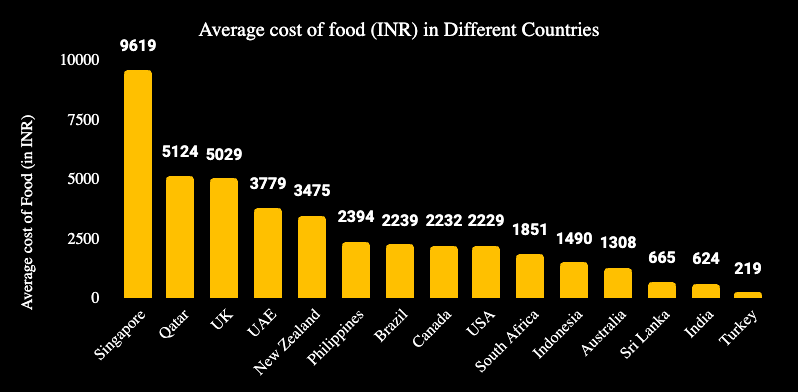 Average cost of food (INR) in Different Countries
Average cost of Food (in INR)
10000
7500
5000
2500
0
9619
5124
5029
3779
3475
2394
2239
2232
2229
1851
1490
1308
665
624
219
Singapore
Qatar
UK
UAE
New Zealand
Philippines
Brazil
Canada
USA
South Africa
Indonesia
Australia
Sri Lanka
India
Turkey